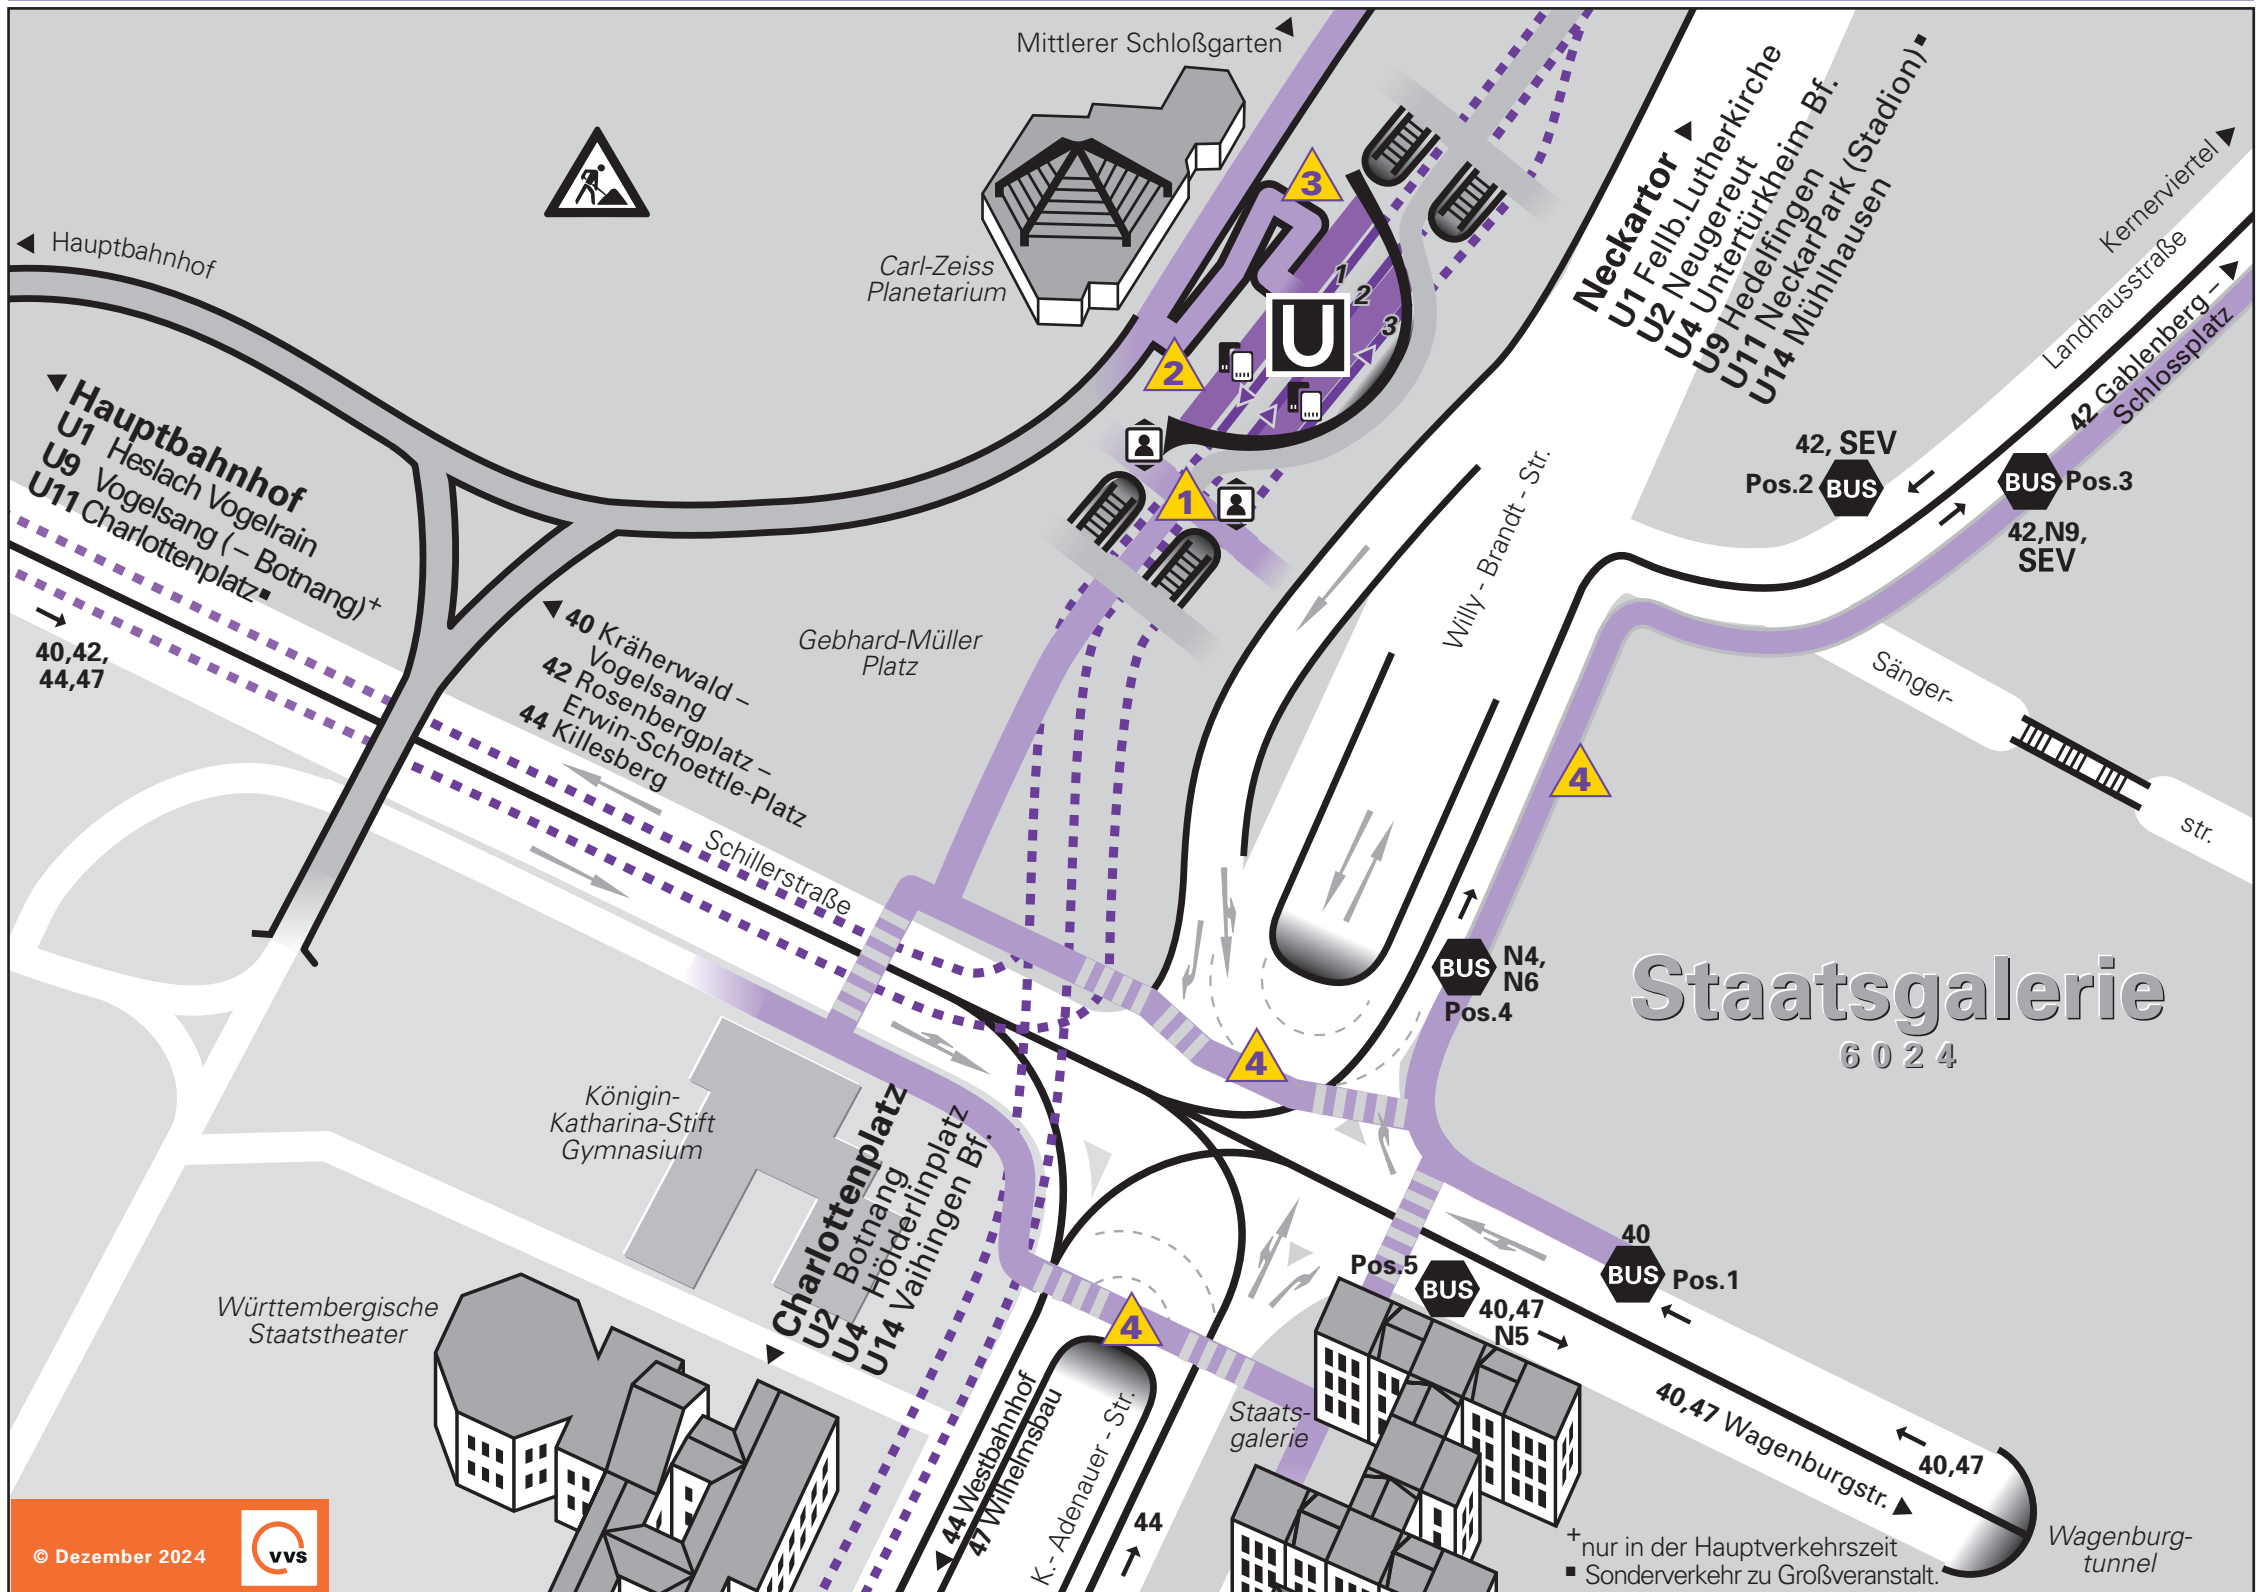 Mittlerer Schloßgarten
Hauptbahnhof
Carl-Zeiss
Planetarium
3
2
1
1
2
3
U
Neckartor
U1 Fellb.Lutherkirche
U2 Neugereut
U4 Untertürkheim Bf.
U9 Hedelfingen
U11 NeckarPark (Stadion)▪
U14 Mühlhausen
Kernerviertel
Landhausstraße
42 Gablenberg –
Schlossplatz
42, SEV
Pos.2
BUS
BUS
Pos.3
42,N9,
SEV
Hauptbahnhof
U1 Heslach Vogelrain
U9 Vogelsang (– Botnang)+
U11 Charlottenplatz▪
40,42,
44,47
40 Kräherwald –
Vogelsang
42 Rosenbergplatz –
Erwin-Schoettle-Platz
44 Killesberg
Schillerstraße
Gebhard-Müller
Platz
Willy - Brandt - Str.
Sänger-
str.
4
BUS
N4,
N6
Pos.4
Staatsgalerie
6024
4
Königin-
Katharina-Stift
Gymnasium
Charlottenplatz
U2 Botnang
U4 Hölderlinplatz
U14 Vaihingen Bf.
Württembergische
Staatstheater
4
Pos.5
BUS
40,47
N5
40
BUS
Pos.1
40,47 Wagenburgstr.
40,47
Staats-
galerie
44 Westbahnhof
47 Wilhelmsbau
K.- Adenauer - Str.
44
Wagenburg-
tunnel
+nur in der Hauptverkehrszeit
▪ Sonderverkehr zu Großveranstalt.
© Dezember 2024
VVS